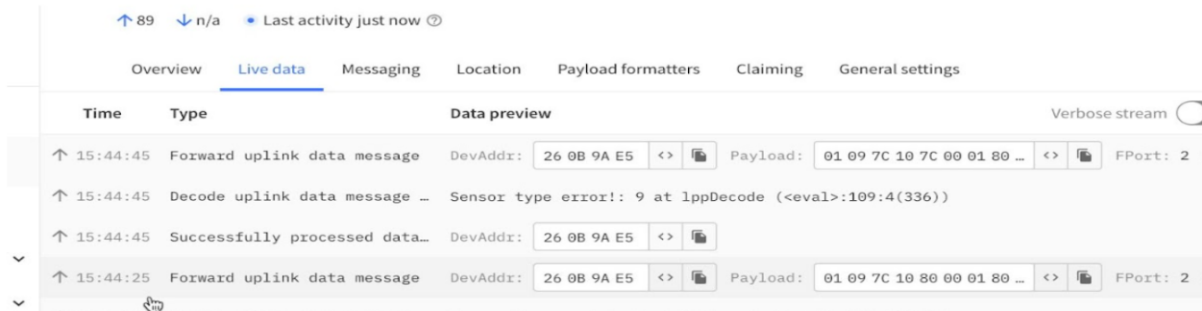 ↑ 89 ↓ n/a • Last activity just now
Overview Live data Messaging Location Payload formatters Claiming General settings
Time Type Data preview Verbose stream
↑ 15:44:45 Forward uplink data message DevAddr: 26 0B 9A E5 <> Payload: 01 09 7C 10 7C 00 01 80 … <> FPort: 2
↑ 15:44:45 Decode uplink data message … Sensor type error!: 9 at lppDecode (<eval>:109:4(336))
↑ 15:44:45 Successfully processed data… DevAddr: 26 0B 9A E5 <>
↑ 15:44:25 Forward uplink data message DevAddr: 26 0B 9A E5 <> Payload: 01 09 7C 10 80 00 01 80 … <> FPort: 2